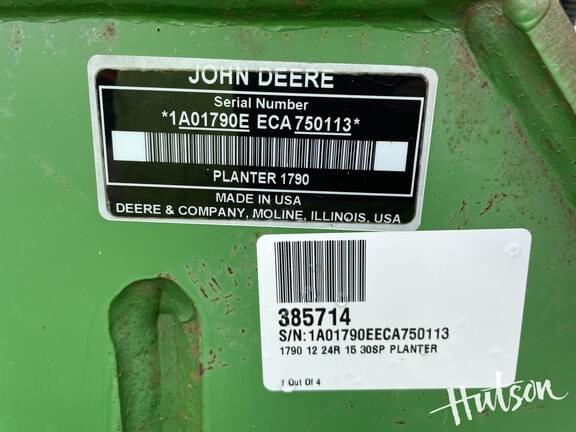 JOHN DEERE
Serial Number
*1A01790E ECA750113*
PLANTER 1790
MADE IN USA
DEERE & COMPANY, MOLINE, ILLINOIS, USA
385714
S/N:1A01790EECA750113
1790 12 24R 15 30SP PLANTER
1 Out Of 4
Hutson